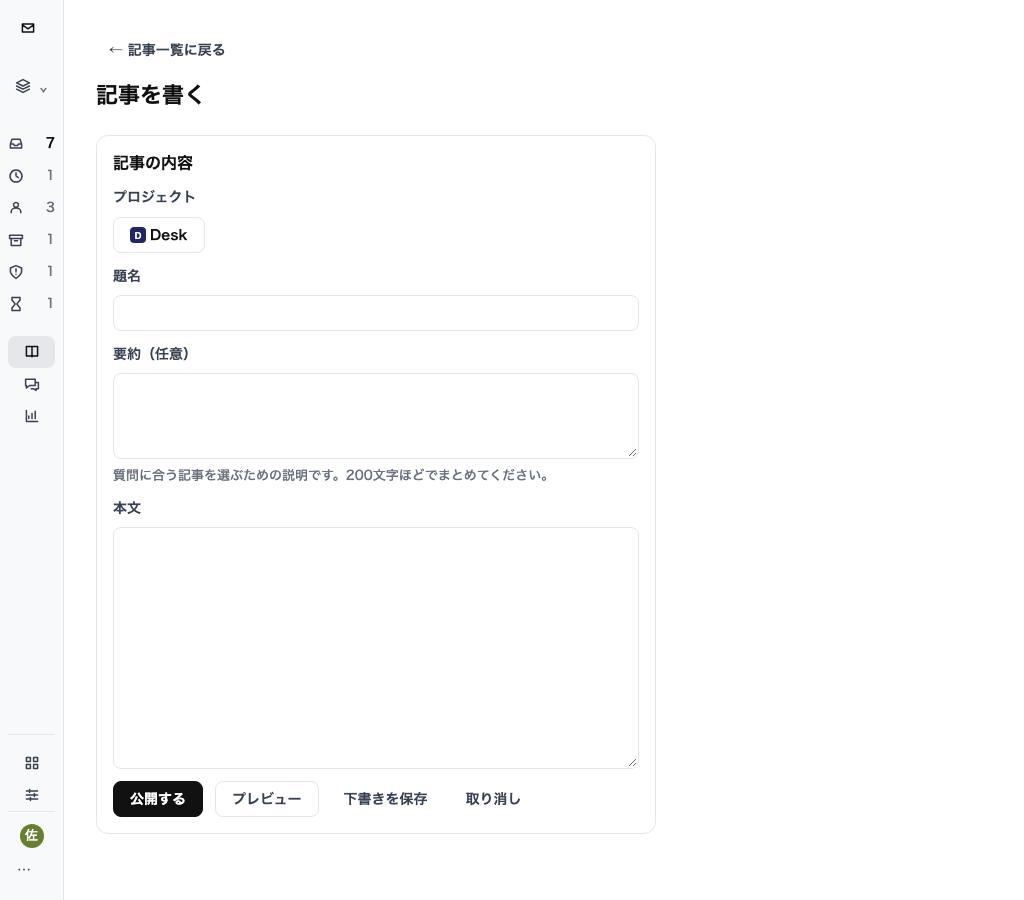 ← 記事一覧に戻る
記事を書く
7
1
3
1
1
1
記事の内容
プロジェクト
D Desk
題名
要約（任意）
質問に合う記事を選ぶための説明です。200文字ほどでまとめてください。
本文
公開する プレビュー 下書きを保存 取り消し
佐
…